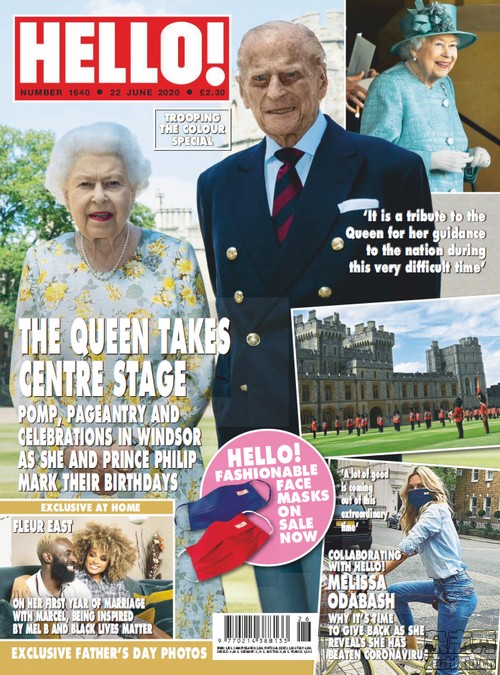 HELLO!
NUMBER 1640 • 22 JUNE 2020 • £2.30
TROOPING
THE COLOUR
SPECIAL
'It is a tribute to the
Queen for her guidance
to the nation during
this very difficult time'
THE QUEEN TAKES
CENTRE STAGE
POMP, PAGEANTRY AND
CELEBRATIONS IN WINDSOR
AS SHE AND PRINCE PHILIP
MARK THEIR BIRTHDAYS
HELLO!
FASHIONABLE
FACE
MASKS
ON
SALE
NOW
EXCLUSIVE AT HOME
FLEUR EAST
ON HER FIRST YEAR OF MARRIAGE
WITH MARCEL, BEING INSPIRED
BY MEL B AND BLACK LIVES MATTER
EXCLUSIVE FATHER'S DAY PHOTOS
'A lot of good
is coming
out of this
extraordinary
time'
COLLABORATING
WITH HELLO!
MELISSA
ODABASH
WHY IT'S TIME
TO GIVE BACK AS SHE
REVEALS SHE HAS
BEATEN CORONAVIRUS
26
9 770214 388133